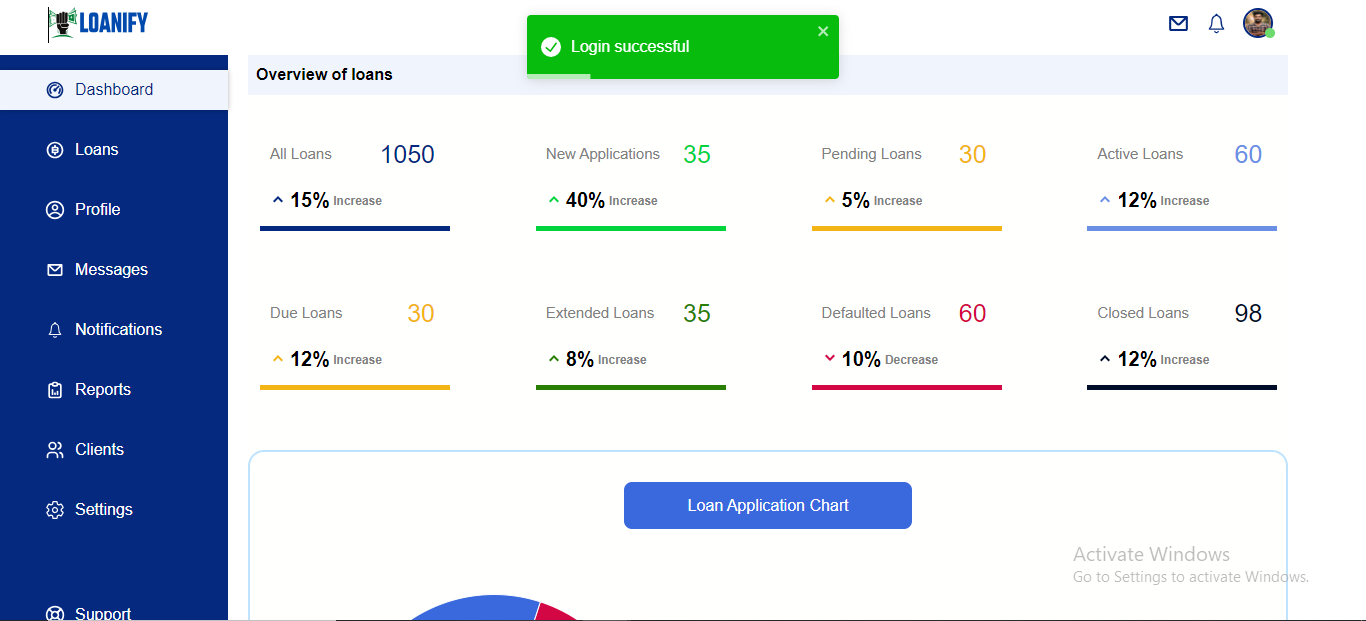 LOANIFY
Login successful
Overview of loans
Dashboard
Loans
Profile
Messages
Notifications
Reports
Clients
Settings
Support
All Loans 1050
15% Increase
New Applications 35
40% Increase
Pending Loans 30
5% Increase
Active Loans 60
12% Increase
Due Loans 30
12% Increase
Extended Loans 35
8% Increase
Defaulted Loans 60
10% Decrease
Closed Loans 98
12% Increase
Loan Application Chart
Activate Windows
Go to Settings to activate Windows.